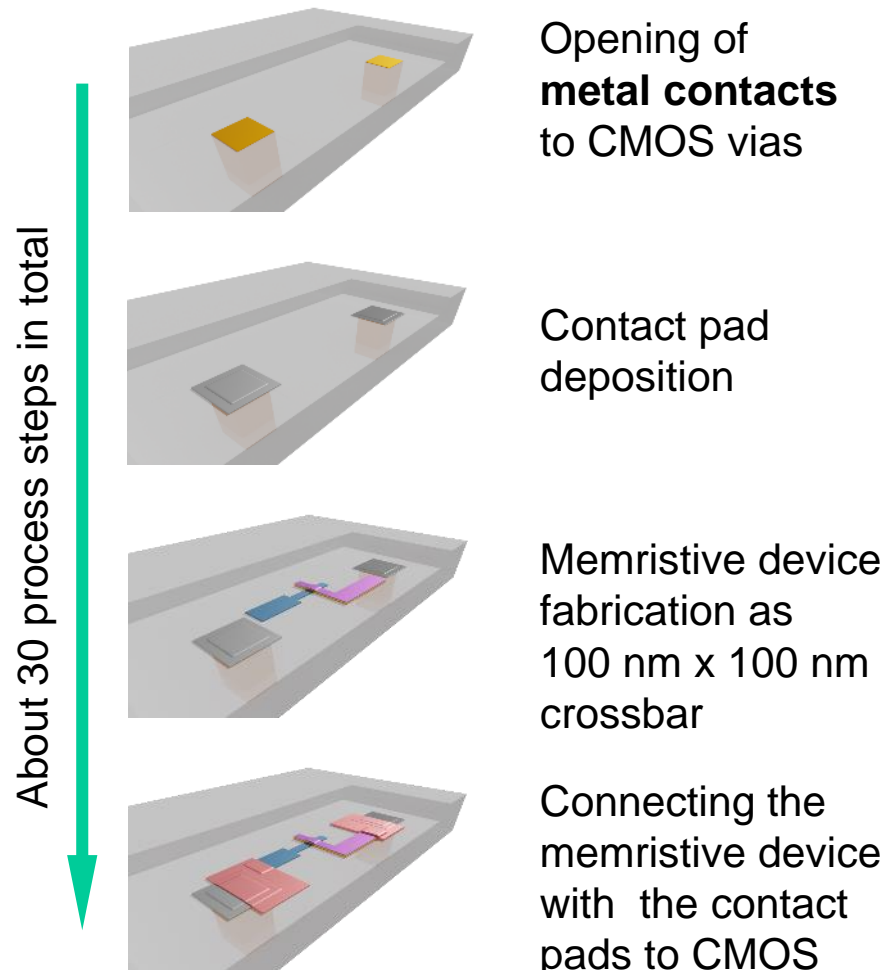 Opening of
metal contacts
to CMOS vias
About 30 process steps in total
Contact pad
deposition
Memristive device
fabrication as
100 nm x 100 nm
crossbar
Connecting the
memristive device
with the contact
pads to CMOS